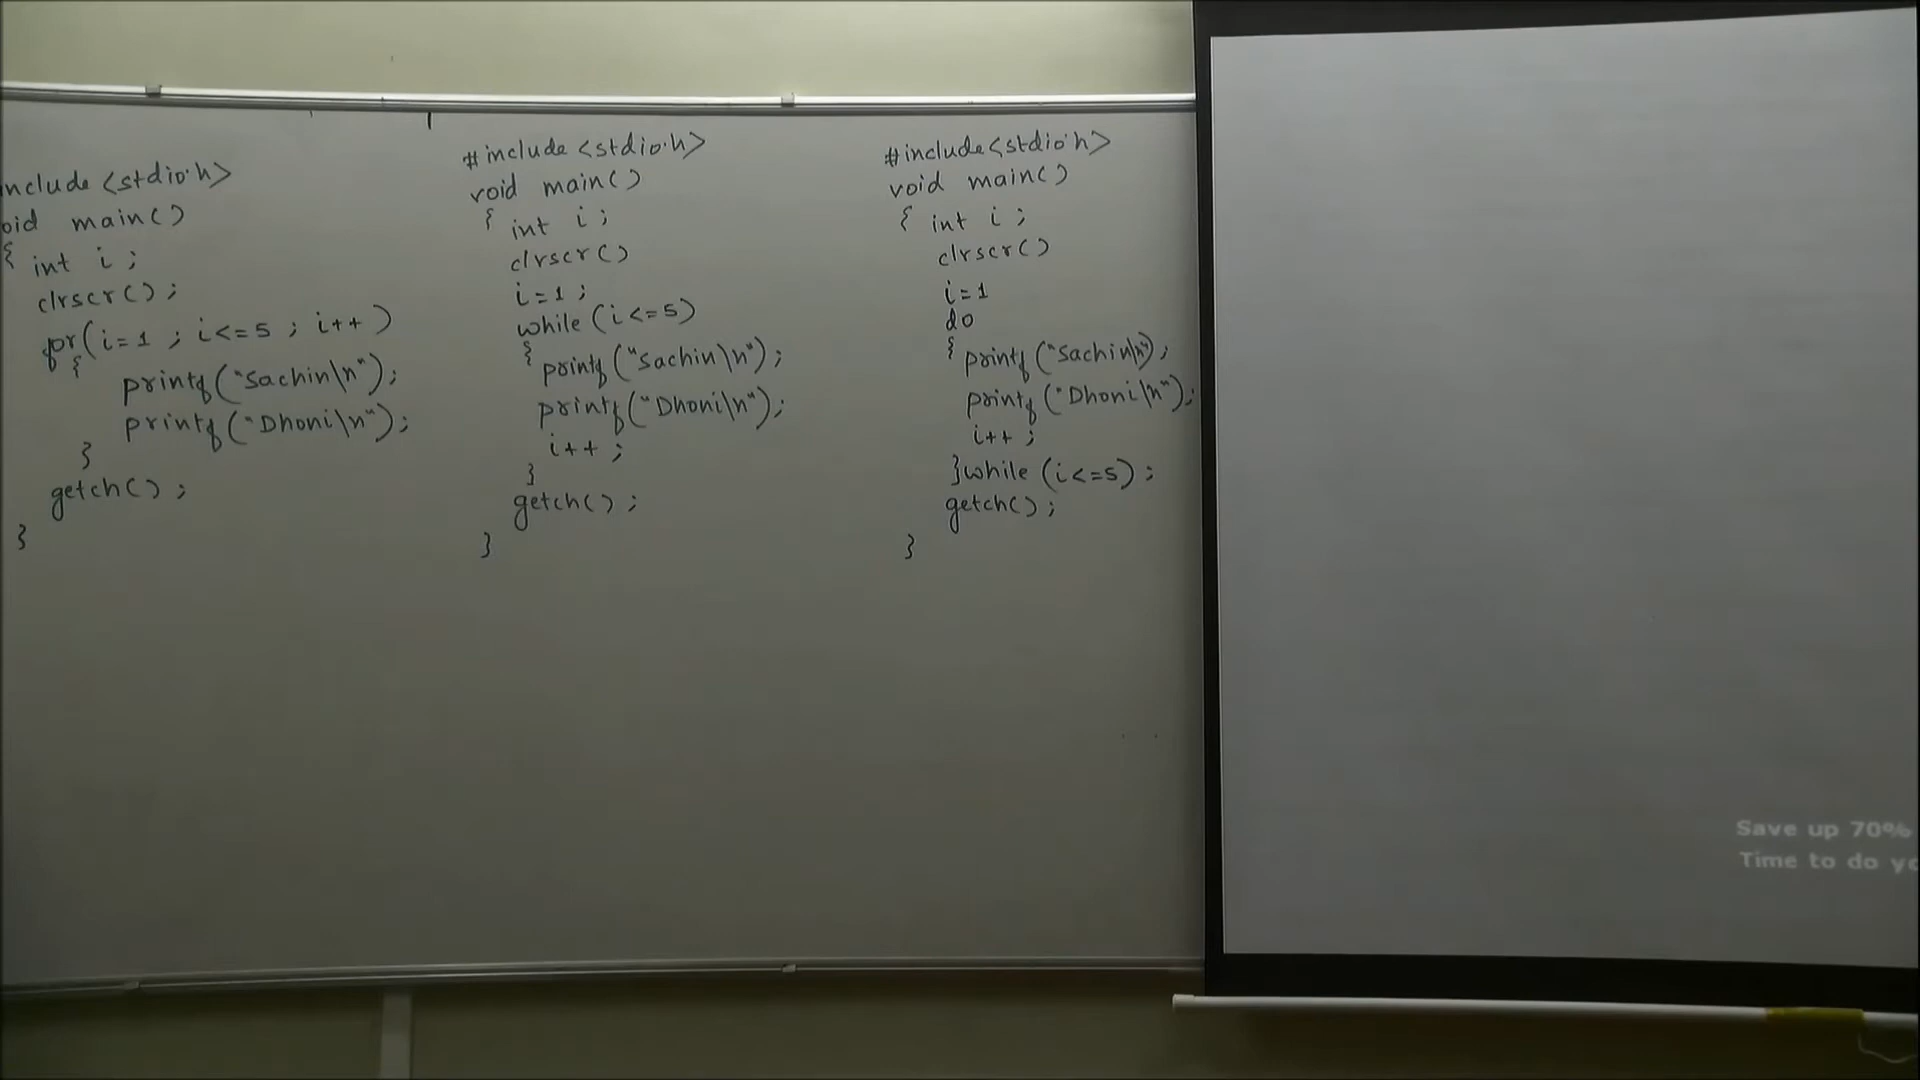 nclude <stdio.h>
oid main()
{ int i ;
clrscr() ;
for(i=1 ; i<=5 ; i++ )
{
printf("Sachin\n");
printf("Dhoni\n");
}
getch() ;
}
#include <stdio.h>
void main()
{ int i ;
clrscr()
i=1 ;
while (i<=5)
{ printf("Sachin\n");
printf("Dhoni\n");
i++ ;
}
getch() ;
}
#include<stdio.h>
void main()
{ int i ;
clrscr()
i=1
do
{ printf("Sachin\n");
printf("Dhoni\n");
i++ ;
}while (i<=5) ;
getch() ;
}
Save up 70%
Time to do yo